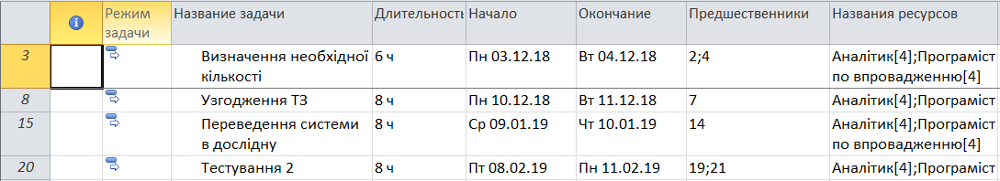 Режим задачи Название задачи Длительность Начало Окончание Предшественники Названия ресурсов
3 Визначення необхідної кількості 6 ч Пн 03.12.18 Вт 04.12.18 2;4 Аналітик[4];Програміст по впровадженню[4]
8 Узгодження ТЗ 8 ч Пн 10.12.18 Вт 11.12.18 7 Аналітик[4];Програміст
15 Переведення системи в дослідну 8 ч Ср 09.01.19 Чт 10.01.19 14 Аналітик[4];Програміст по впровадженню[4]
20 Тестування 2 8 ч Пт 08.02.19 Пн 11.02.19 19;21 Аналітик[4];Програміст